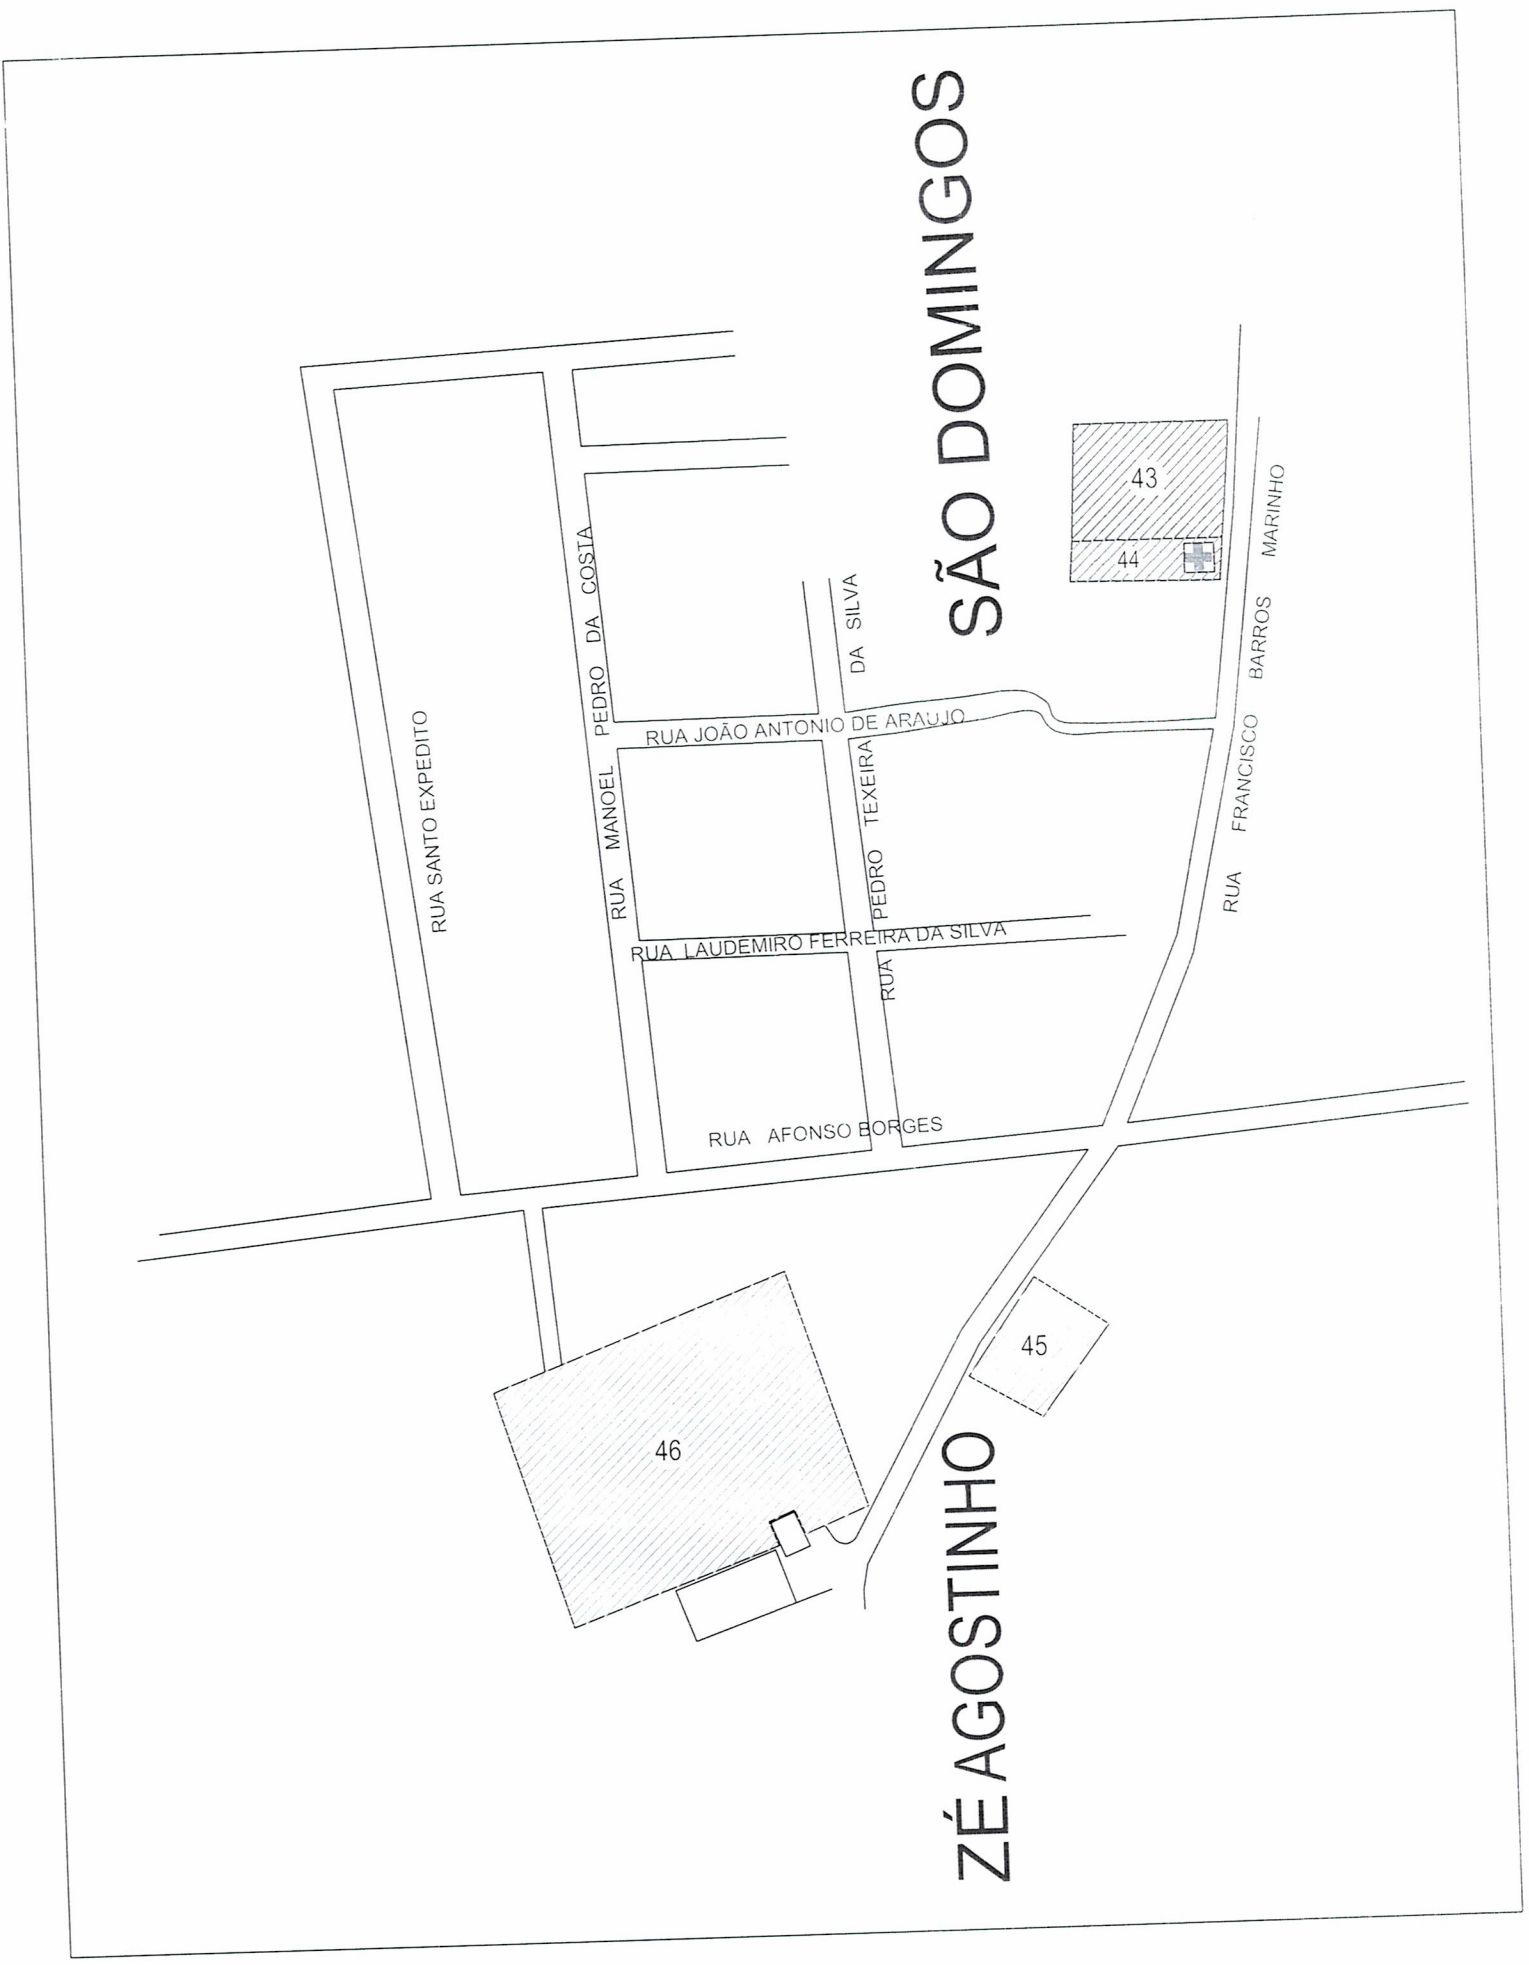 SÃO DOMINGOS
43
44
RUA FRANCISCO BARROS MARINHO
RUA SANTO EXPEDITO
RUA MANOEL PEDRO DA COSTA
RUA JOÃO ANTONIO DE ARAUJO
RUA PEDRO TEXEIRA DA SILVA
RUA LAUDEMIRO FERREIRA DA SILVA
RUA AFONSO BORGES
45
46
ZÉ AGOSTINHO